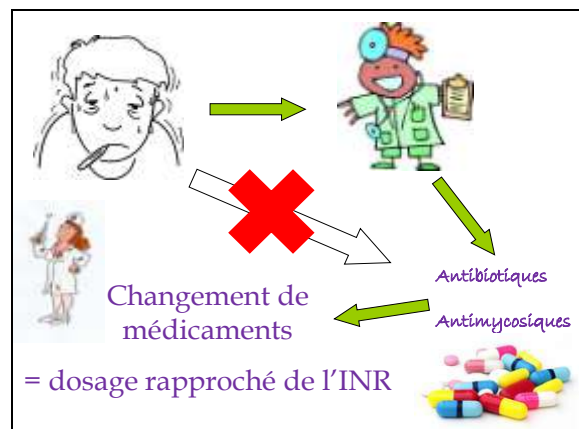 Antibiotiques
Antimycosiques
Changement de
médicaments
= dosage rapproché de l’INR